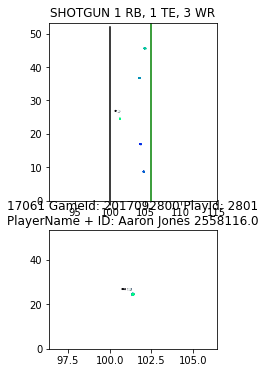 SHOTGUN 1 RB, 1 TE, 3 WR
50
40
30
20
10
0
95 100 105 110 115
17061 GameId: 2017092800 PlayId: 2801
PlayerName + ID: Aaron Jones 2558116.0
40
20
0
97.5 100.0 102.5 105.0